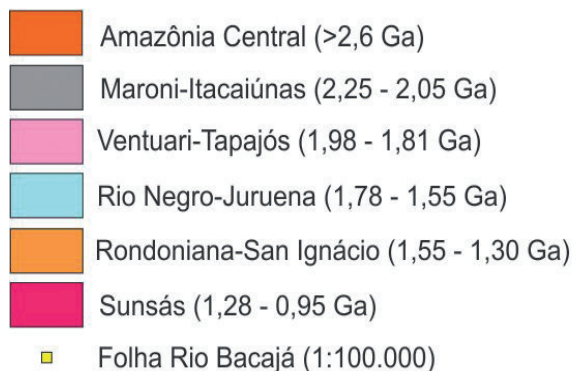 Amazônia Central (>2,6 Ga)
Maroni-Itacaiúnas (2,25 - 2,05 Ga)
Ventuari-Tapajós (1,98 - 1,81 Ga)
Rio Negro-Juruena (1,78 - 1,55 Ga)
Rondoniana-San Ignácio (1,55 - 1,30 Ga)
Sunsás (1,28 - 0,95 Ga)
Folha Rio Bacajá (1:100.000)